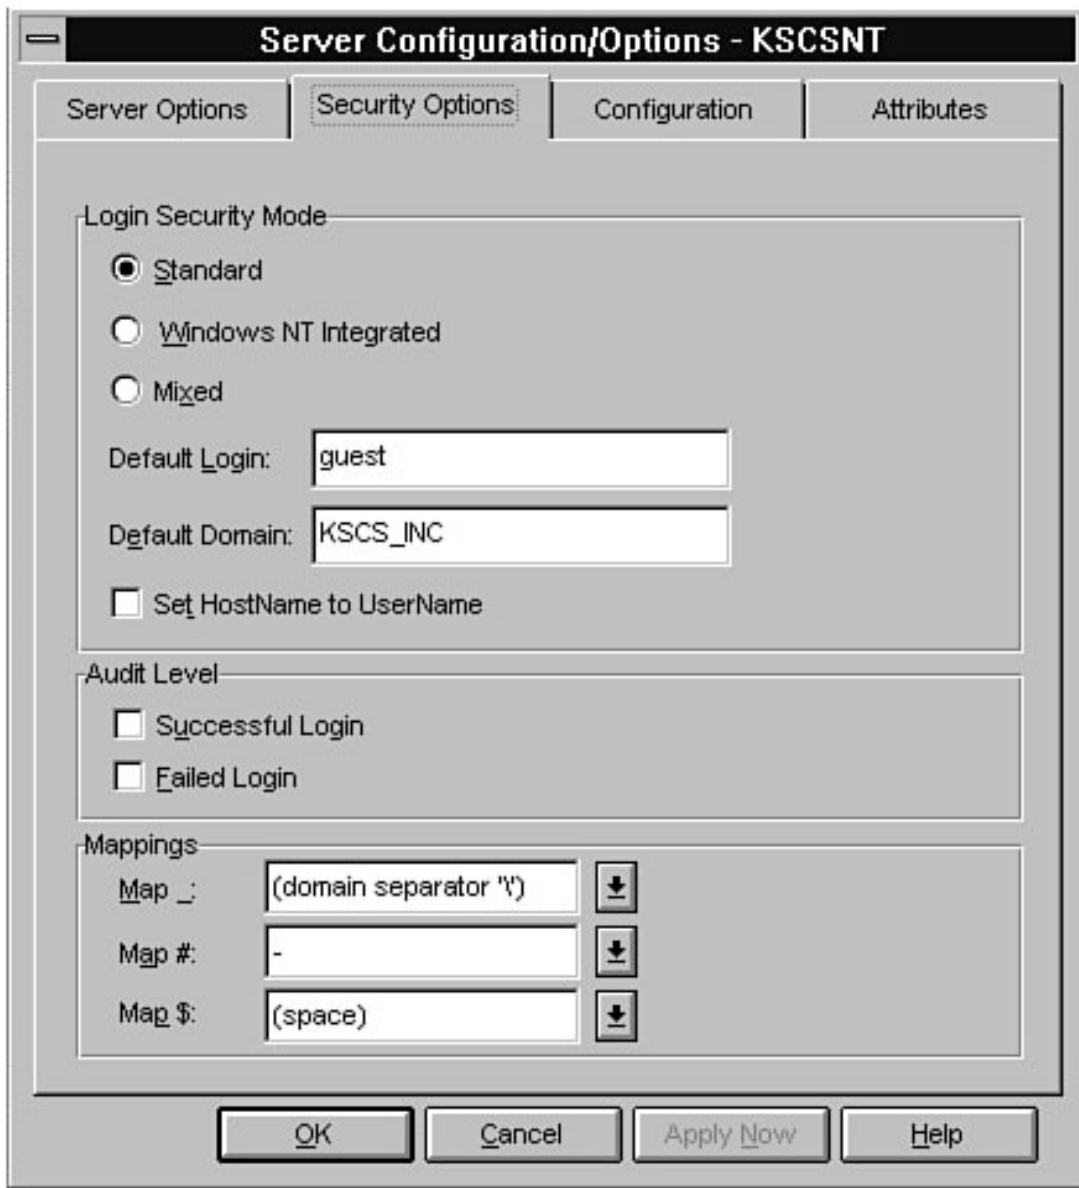 Server Configuration/Options - KSCSNT
Server Options Security Options Configuration Attributes
Login Security Mode
Standard
Windows NT Integrated
Mixed
Default Login: guest
Default Domain: KSCS_INC
Set HostName to UserName
Audit Level
Successful Login
Failed Login
Mappings
Map _: (domain separator '\')
Map #: -
Map $: (space)
OK Cancel Apply Now Help